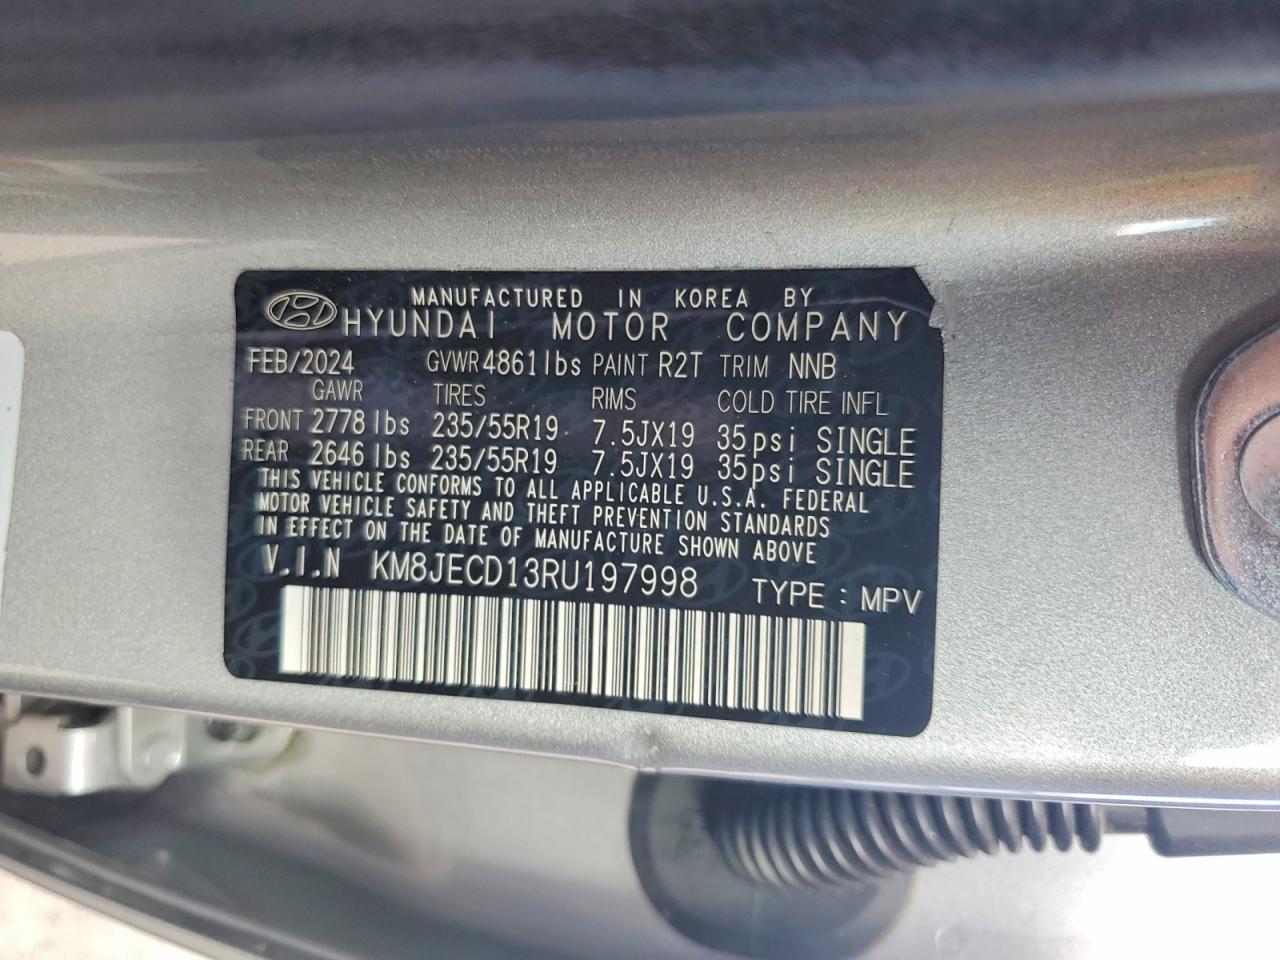 MANUFACTURED IN KOREA BY
HYUNDAI MOTOR COMPANY
FEB/2024 GVWR 4861lbs PAINT R2T TRIM NNB
GAWR TIRES RIMS COLD TIRE INFL
FRONT 2778 lbs 235/55R19 7.5JX19 35psi SINGLE
REAR 2646 lbs 235/55R19 7.5JX19 35psi SINGLE
THIS VEHICLE CONFORMS TO ALL APPLICABLE U.S.A. FEDERAL
MOTOR VEHICLE SAFETY AND THEFT PREVENTION STANDARDS
IN EFFECT ON THE DATE OF MANUFACTURE SHOWN ABOVE
V.I.N KM8JECD13RU197998 TYPE : MPV